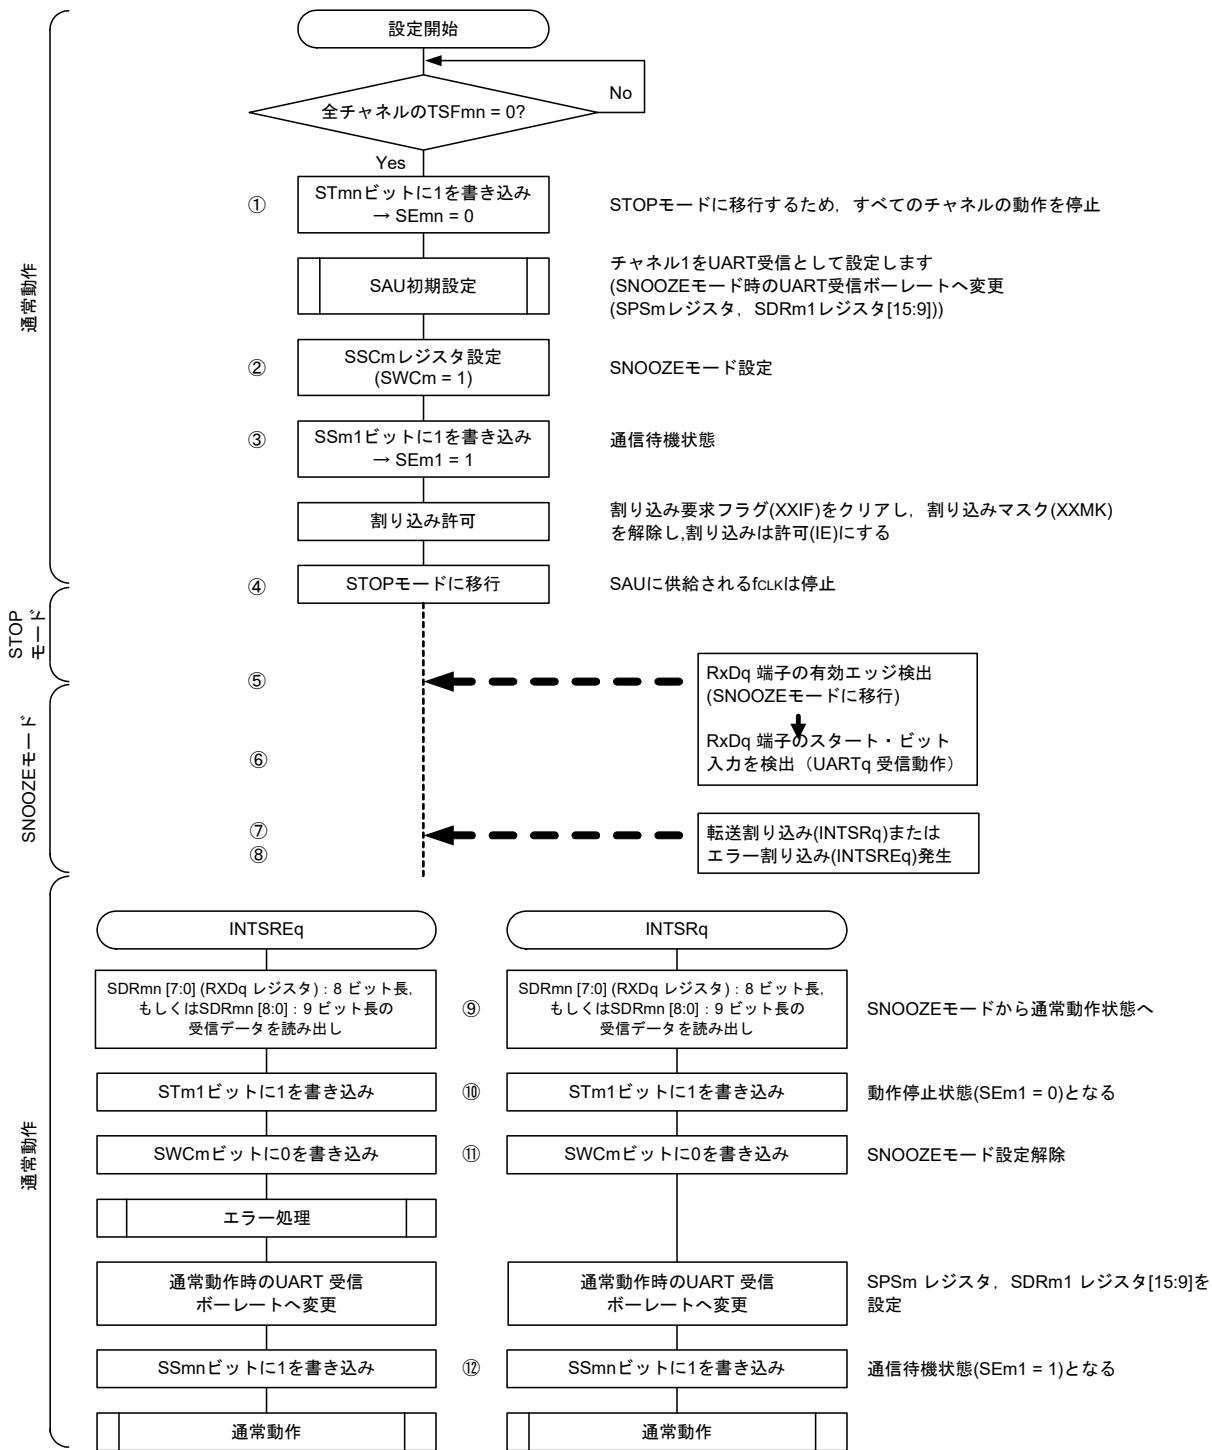 設定開始
No
全チャネルのTSFmn = 0?
Yes
① STmnビットに1を書き込み
→ SEmn = 0
STOPモードに移行するため，すべてのチャネルの動作を停止
SAU初期設定
チャネル1をUART受信として設定します
(SNOOZEモード時のUART受信ボーレートへ変更
(SPSmレジスタ，SDRm1レジスタ[15:9]))
通常動作
② SSCmレジスタ設定
(SWCm = 1)
SNOOZEモード設定
③ SSm1ビットに1を書き込み
→ SEm1 = 1
通信待機状態
割り込み許可
割り込み要求フラグ(XXIF)をクリアし，割り込みマスク(XXMK)
を解除し,割り込みは許可(IE)にする
④ STOPモードに移行
SAUに供給されるfCLKは停止
STOP
モード
⑤
RxDq 端子の有効エッジ検出
(SNOOZEモードに移行)
⑥
RxDq 端子のスタート・ビット
入力を検出（UARTq 受信動作）
SNOOZEモード
⑦
⑧
転送割り込み(INTSRq)または
エラー割り込み(INTSREq)発生
INTSREq
INTSRq
SDRmn [7:0] (RXDq レジスタ)：8 ビット長,
もしくはSDRmn [8:0]：9 ビット長の
受信データを読み出し
⑨
SDRmn [7:0] (RXDq レジスタ)：8 ビット長,
もしくはSDRmn [8:0]：9 ビット長の
受信データを読み出し
SNOOZEモードから通常動作状態へ
STm1ビットに1を書き込み
⑩
STm1ビットに1を書き込み
動作停止状態(SEm1 = 0)となる
通常動作
SWCmビットに0を書き込み
⑪
SWCmビットに0を書き込み
SNOOZEモード設定解除
エラー処理
通常動作時のUART 受信
ボーレートへ変更
通常動作時のUART 受信
ボーレートへ変更
SPSm レジスタ，SDRm1 レジスタ[15:9]を
設定
SSmnビットに1を書き込み
⑫
SSmnビットに1を書き込み
通信待機状態(SEm1 = 1)となる
通常動作
通常動作